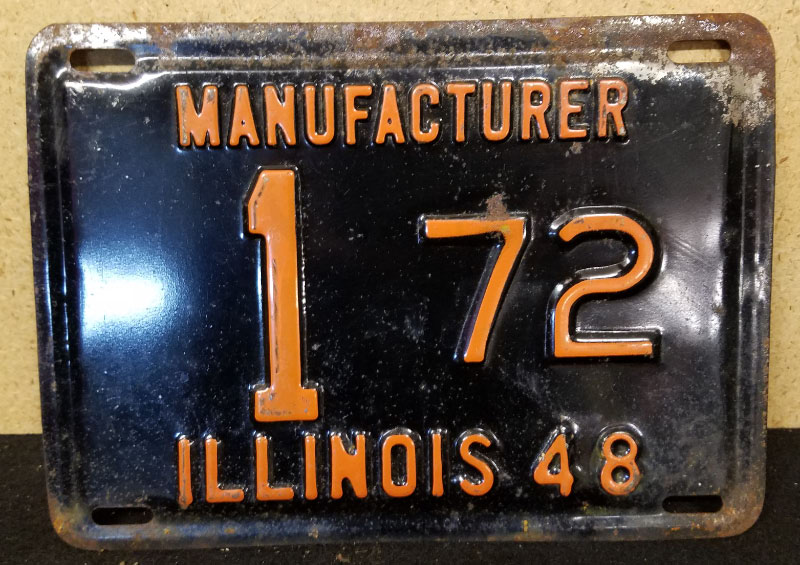 MANUFACTURER
1 72
ILLINOIS 48